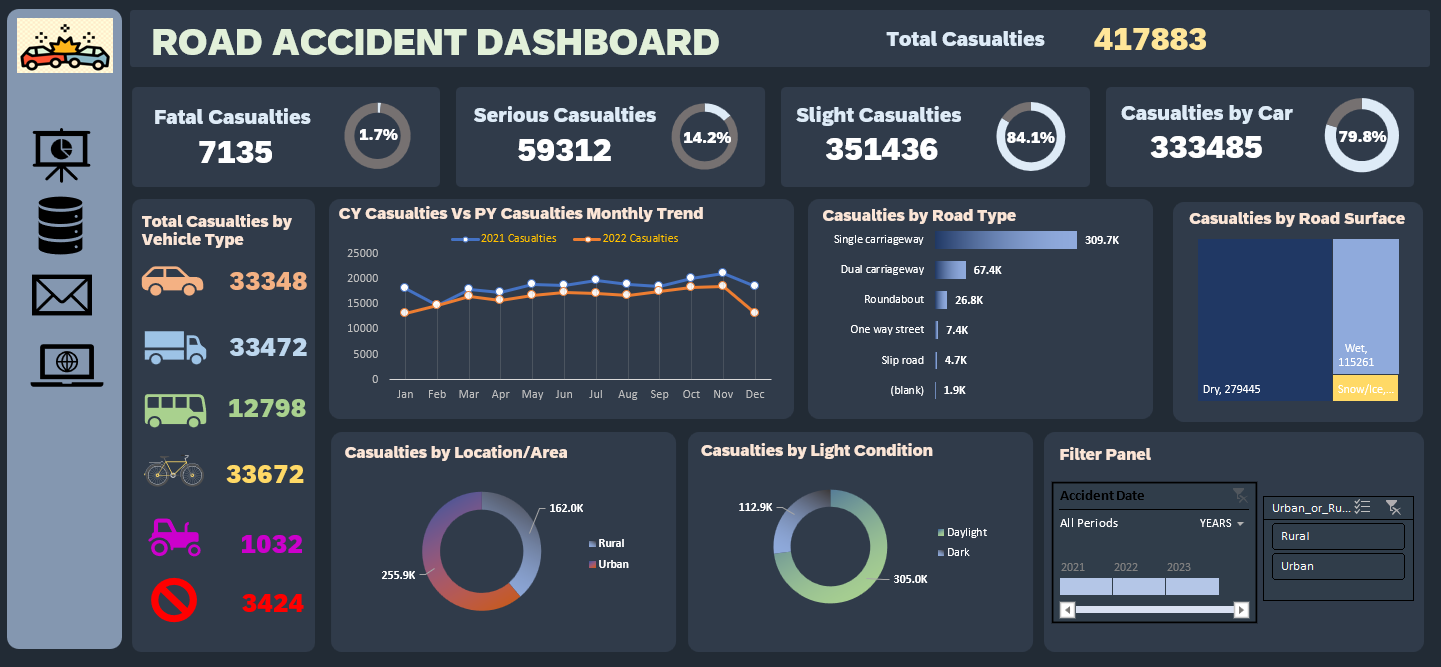 ROAD ACCIDENT DASHBOARD
Total Casualties
417883
Fatal Casualties
7135
1.7%
Serious Casualties
59312
14.2%
Slight Casualties
351436
84.1%
Casualties by Car
333485
79.8%
Total Casualties by
Vehicle Type
33348
33472
12798
33672
1032
3424
CY Casualties Vs PY Casualties Monthly Trend
2021 Casualties
2022 Casualties
25000
20000
15000
10000
5000
0
Jan Feb Mar Apr May Jun Jul Aug Sep Oct Nov Dec
Casualties by Road Type
Single carriageway 309.7K
Dual carriageway 67.4K
Roundabout 26.8K
One way street 7.4K
Slip road 4.7K
(blank) 1.9K
Casualties by Road Surface
Dry, 279445
Wet,
115261
Snow/Ice,...
Casualties by Location/Area
162.0K
255.9K
Rural
Urban
Casualties by Light Condition
112.9K
305.0K
Daylight
Dark
Filter Panel
Accident Date
All Periods
YEARS
2021 2022 2023
Urban_or_Ru...
Rural
Urban